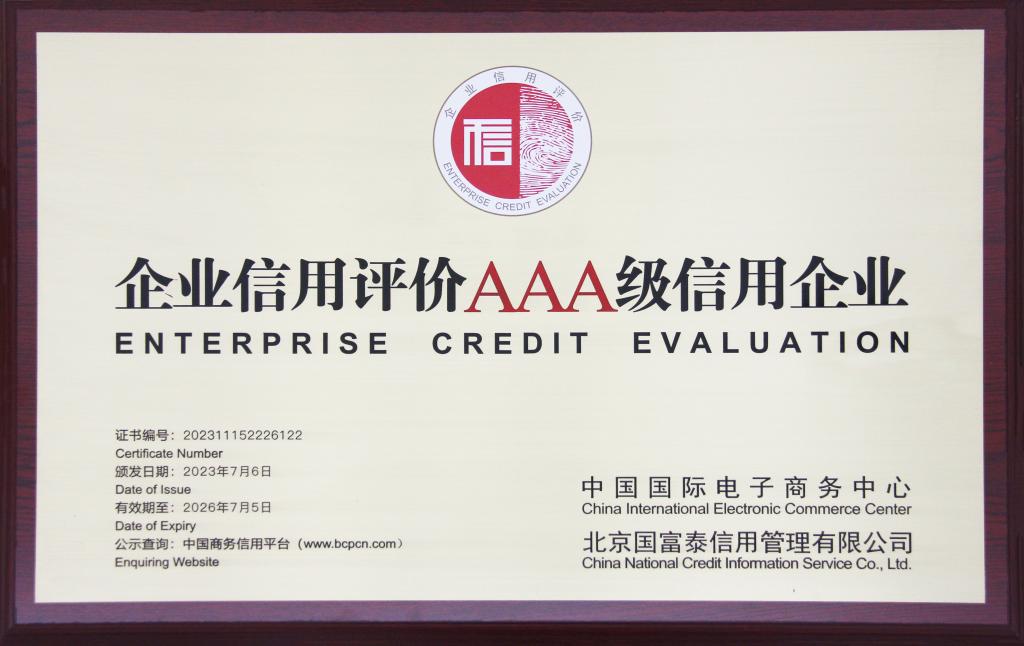 企业信用评价
信
ENTERPRISE CREDIT EVALUATION
企业信用评价AAA级信用企业
ENTERPRISE CREDIT EVALUATION
证书编号：202311152226122
Certificate Number
颁发日期：2023年7月6日
Date of Issue
有效期至：2026年7月5日
Date of Expiry
公示查询：中国商务信用平台（www.bcpcn.com）
Enquiring Website
中国国际电子商务中心
China International Electronic Commerce Center
北京国富泰信用管理有限公司
China National Credit Information Service Co., Ltd.